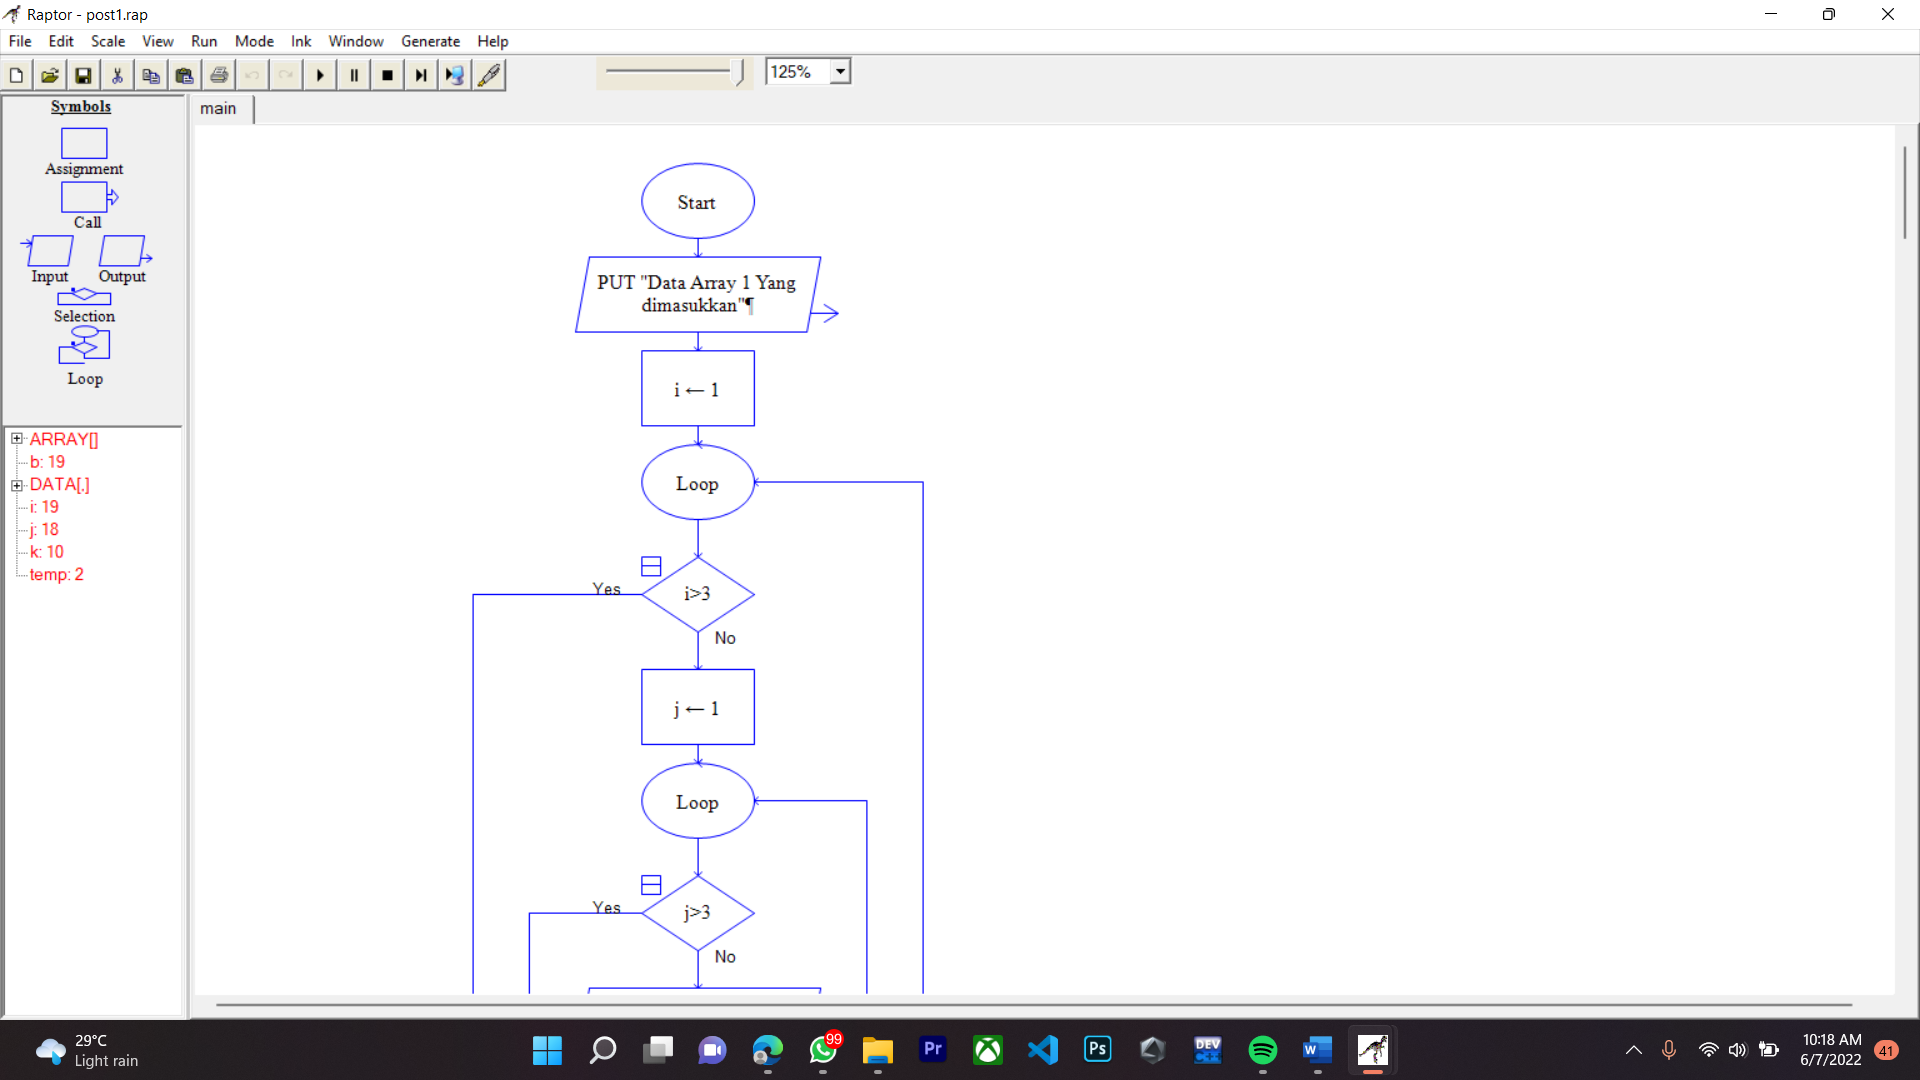 Raptor - post1.rap
File Edit Scale View Run Mode Ink Window Generate Help
125%
Symbols
Assignment
Call
Input Output
Selection
Loop
ARRAY[]
b: 19
DATA[,]
i: 19
j: 18
k: 10
temp: 2
main
Start
PUT "Data Array 1 Yang
dimasukkan"¶
i ← 1
Loop
Yes
i>3
No
j ← 1
Loop
Yes
j>3
No
29°C
Light rain
99
Pr
Ps
DEV
C++
W
10:18 AM
6/7/2022
41